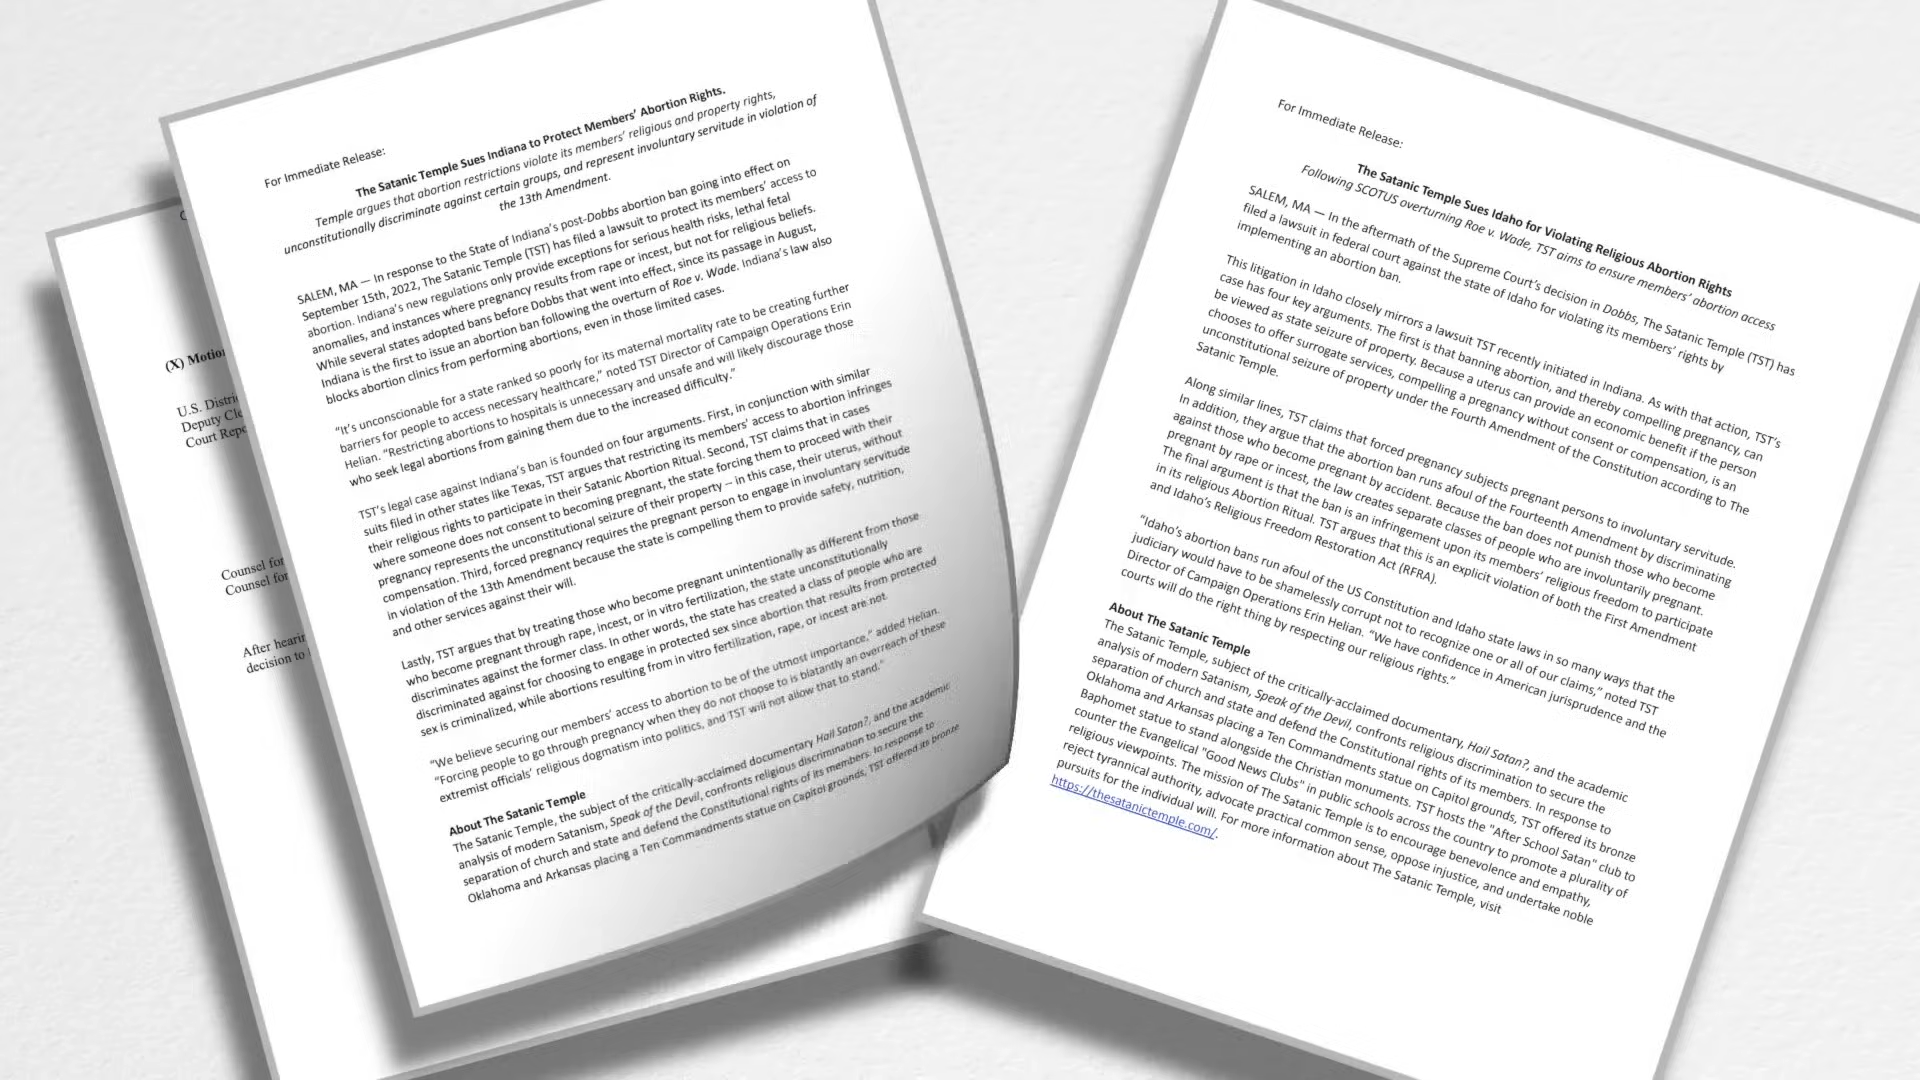 (X) Motion
U.S. Distri
Deputy Cle
Court Repo
Counsel for
Counsel for
After hearin
decision to
For Immediate Release:
The Satanic Temple Sues Indiana to Protect Members' Abortion Rights.
Temple argues that abortion restrictions violate its members' religious and property rights,
unconstitutionally discriminate against certain groups, and represent involuntary servitude in violation of
the 13th Amendment.
SALEM, MA — In response to the State of Indiana's post-Dobbs abortion ban going into effect on
September 15th, 2022, The Satanic Temple (TST) has filed a lawsuit to protect its members' access to
abortion. Indiana's new regulations only provide exceptions for serious health risks, lethal fetal
anomalies, and instances where pregnancy results from rape or incest, but not for religious beliefs.
While several states adopted bans before Dobbs that went into effect, since its passage in August,
Indiana is the first to issue an abortion ban following the overturn of Roe v. Wade. Indiana's law also
blocks abortion clinics from performing abortions, even in those limited cases.
"It's unconscionable for a state ranked so poorly for its maternal mortality rate to be creating further
barriers for people to access necessary healthcare," noted TST Director of Campaign Operations Erin
Helian. "Restricting abortions to hospitals is unnecessary and unsafe and will likely discourage those
who seek legal abortions from gaining them due to the increased difficulty."
TST's legal case against Indiana's ban is founded on four arguments. First, in conjunction with similar
suits filed in other states like Texas, TST argues that restricting its members' access to abortion infringes
their religious rights to participate in their Satanic Abortion Ritual. Second, TST claims that in cases
where someone does not consent to becoming pregnant, the state forcing them to proceed with their
pregnancy represents the unconstitutional seizure of their property – in this case, their uterus, without
compensation. Third, forced pregnancy requires the pregnant person to engage in involuntary servitude
in violation of the 13th Amendment because the state is compelling them to provide safety, nutrition,
and other services against their will.
Lastly, TST argues that by treating those who become pregnant unintentionally as different from those
who become pregnant through rape, incest, or in vitro fertilization, the state unconstitutionally
discriminates against the former class. In other words, the state has created a class of people who are
discriminated against for choosing to engage in protected sex since abortion that results from protected
sex is criminalized, while abortions resulting from in vitro fertilization, rape, or incest are not.
"We believe securing our members' access to abortion to be of the utmost importance," added Helian.
"Forcing people to go through pregnancy when they do not choose to is blatantly an overreach of these
extremist officials' religious dogmatism into politics, and TST will not allow that to stand."
About The Satanic Temple
The Satanic Temple, the subject of the critically-acclaimed documentary Hail Satan?, and the academic
analysis of modern Satanism, Speak of the Devil, confronts religious discrimination to secure the
separation of church and state and defend the Constitutional rights of its members. In response to
Oklahoma and Arkansas placing a Ten Commandments statue on Capitol grounds, TST offered its bronze
For Immediate Release:
The Satanic Temple Sues Idaho for Violating Religious Abortion Rights
Following SCOTUS overturning Roe v. Wade, TST aims to ensure members' abortion access
SALEM, MA — In the aftermath of the Supreme Court's decision in Dobbs, The Satanic Temple (TST) has
filed a lawsuit in federal court against the state of Idaho for violating its members' rights by
implementing an abortion ban.
This litigation in Idaho closely mirrors a lawsuit TST recently initiated in Indiana. As with that action, TST's
case has four key arguments. The first is that banning abortion, and thereby compelling pregnancy, can
be viewed as state seizure of property. Because a uterus can provide an economic benefit if the person
chooses to offer surrogate services, compelling a pregnancy without consent or compensation, is an
unconstitutional seizure of property under the Fourth Amendment of the Constitution according to The
Satanic Temple.
Along similar lines, TST claims that forced pregnancy subjects pregnant persons to involuntary servitude.
In addition, they argue that the abortion ban runs afoul of the Fourteenth Amendment by discriminating
against those who become pregnant by accident. Because the ban does not punish those who become
pregnant by rape or incest, the law creates separate classes of people who are involuntarily pregnant.
The final argument is that the ban is an infringement upon its members' religious freedom to participate
in its religious Abortion Ritual. TST argues that this is an explicit violation of both the First Amendment
and Idaho's Religious Freedom Restoration Act (RFRA).
"Idaho's abortion bans run afoul of the US Constitution and Idaho state laws in so many ways that the
judiciary would have to be shamelessly corrupt not to recognize one or all of our claims," noted TST
Director of Campaign Operations Erin Helian. "We have confidence in American jurisprudence and the
courts will do the right thing by respecting our religious rights."
About The Satanic Temple
The Satanic Temple, subject of the critically-acclaimed documentary, Hail Satan?, and the academic
analysis of modern Satanism, Speak of the Devil, confronts religious discrimination to secure the
separation of church and state and defend the Constitutional rights of its members. In response to
Oklahoma and Arkansas placing a Ten Commandments statue on Capitol grounds, TST offered its bronze
Baphomet statue to stand alongside the Christian monuments. TST hosts the "After School Satan" club to
counter the Evangelical "Good News Clubs" in public schools across the country to promote a plurality of
religious viewpoints. The mission of The Satanic Temple is to encourage benevolence and empathy,
reject tyrannical authority, advocate practical common sense, oppose injustice, and undertake noble
pursuits for the individual will. For more information about The Satanic Temple, visit
https://thesatanictemple.com/.